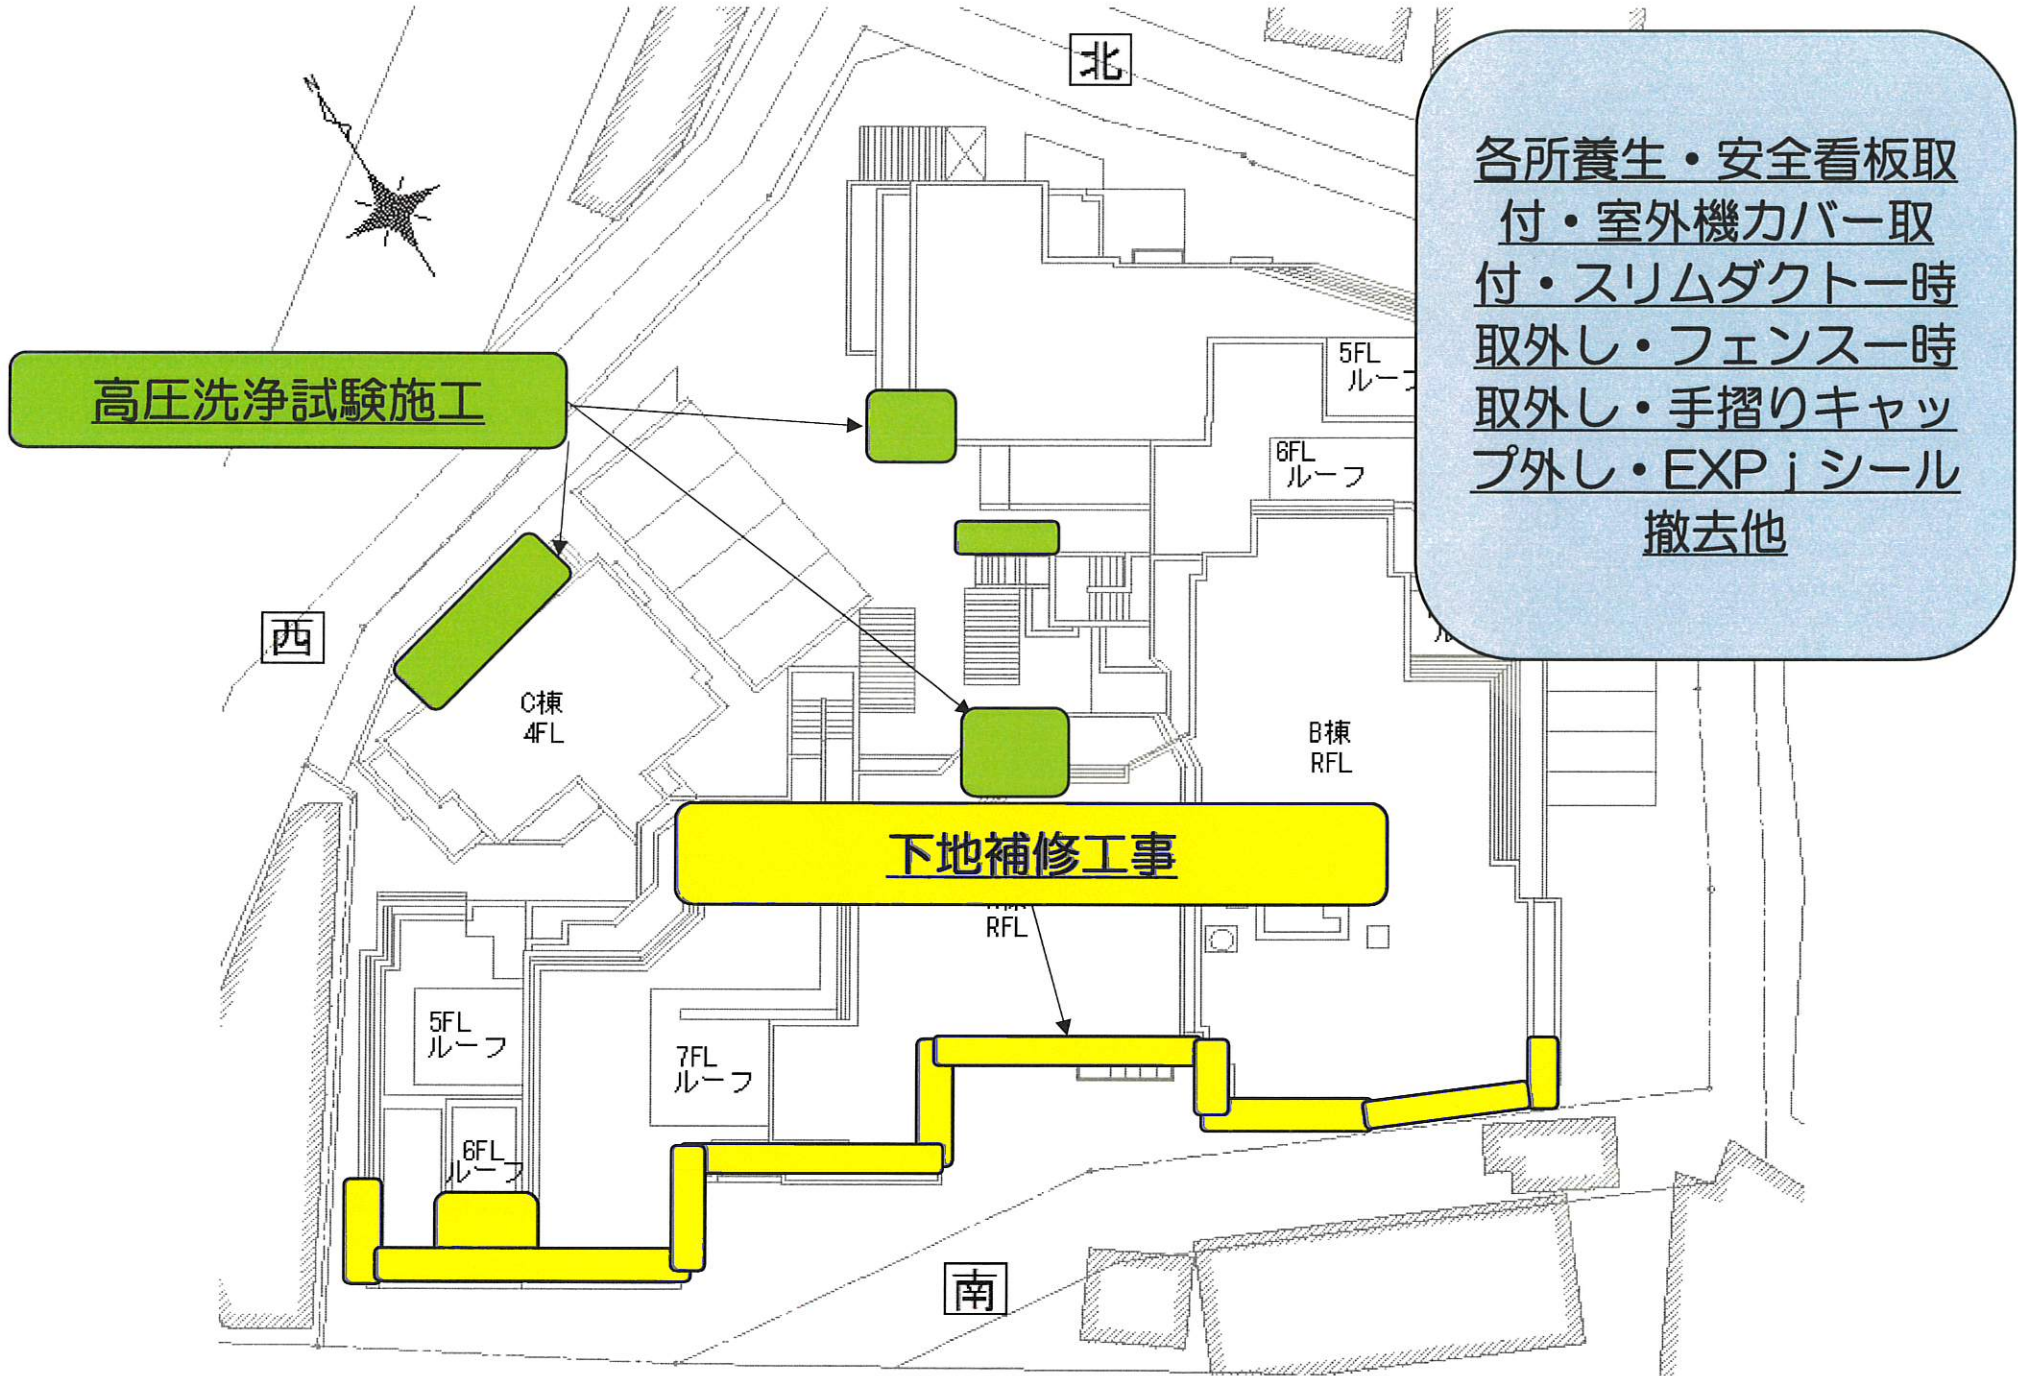 北
各所養生・安全看板取
付・室外機カバー取
付・スリムダクト一時
取外し・フェンス一時
取外し・手摺りキャッ
プ外し・EXPｊシール
撤去他
高圧洗浄試験施工
5FL
ルーフ
6FL
ルーフ
西
C棟
4FL
B棟
RFL
下地補修工事
RFL
5FL
ルーフ
7FL
ルーフ
6FL
ルーフ
南